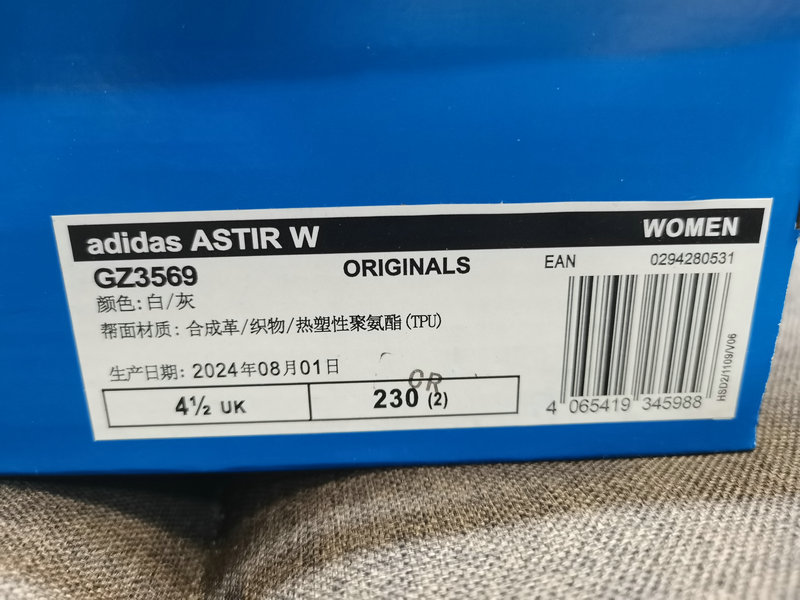 adidas ASTIR W WOMEN
GZ3569 ORIGINALS EAN 0294280531
颜色: 白/灰
帮面材质: 合成革/织物/热塑性聚氨酯(TPU)
生产日期: 2024年08月01日
CR
4½ UK 230 (2)
4 065419 345988
HSD2/1109/V06